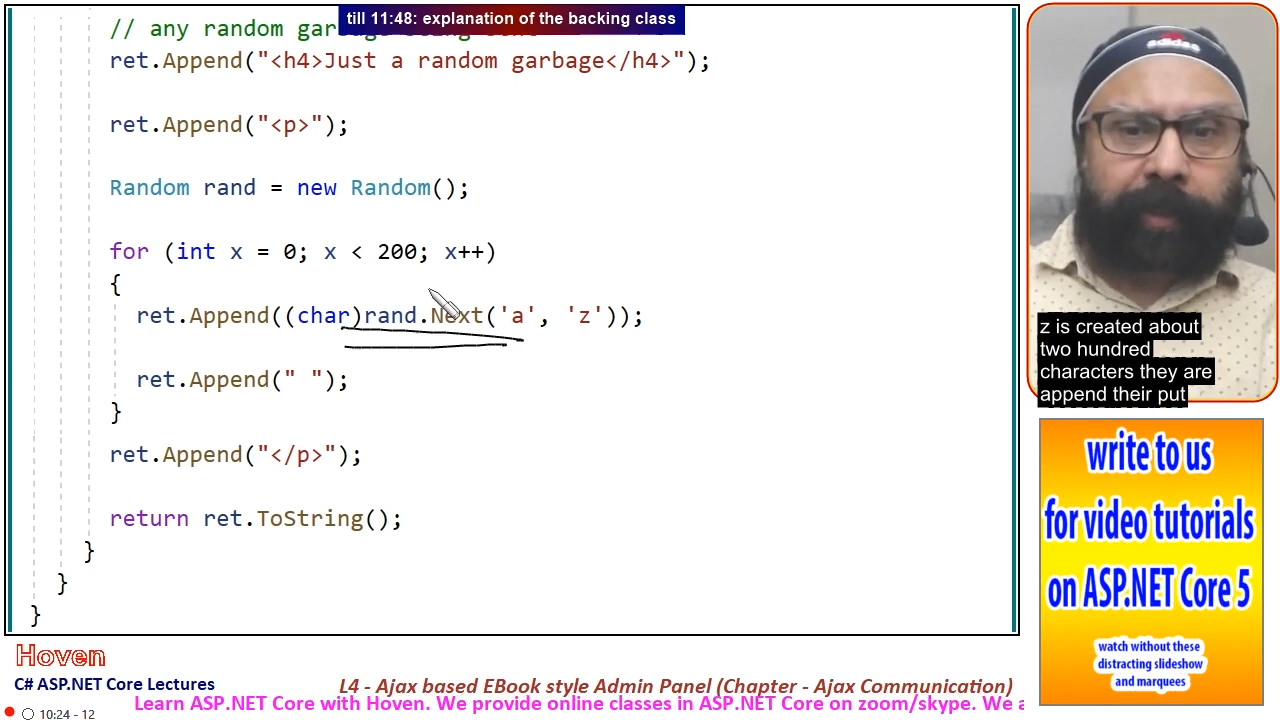 till 11:48: explanation of the backing class
// any random gar
ret.Append("<h4>Just a random garbage</h4>");
ret.Append("<p>");
Random rand = new Random();
for (int x = 0; x < 200; x++)
{
ret.Append((char)rand.Next('a', 'z'));
ret.Append(" ");
}
ret.Append("</p>");
return ret.ToString();
}
}
}
adidas
z is created about
two hundred
characters they are
append their put
write to us
for video tutorials
on ASP.NET Core 5
watch without these
distracting slideshow
and marquees
Hoven
C# ASP.NET Core Lectures
L4 - Ajax based EBook style Admin Panel (Chapter - Ajax Communication)
10:24 - 12
Learn ASP.NET Core with Hoven. We provide online classes in ASP.NET Core on zoom/skype. We a